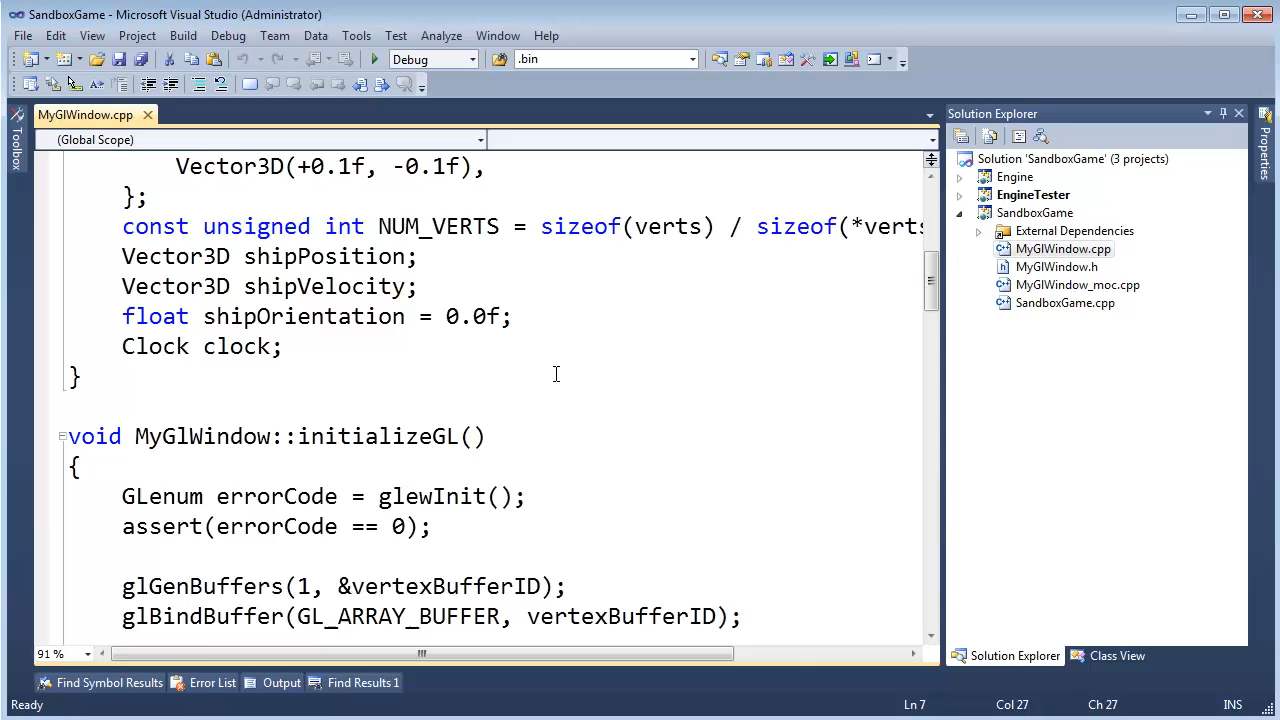 SandboxGame - Microsoft Visual Studio (Administrator)
File Edit View Project Build Debug Team Data Tools Test Analyze Window Help
Debug .bin
MyGlWindow.cpp
(Global Scope)
Vector3D(+0.1f, -0.1f),
};
const unsigned int NUM_VERTS = sizeof(verts) / sizeof(*verts
Vector3D shipPosition;
Vector3D shipVelocity;
float shipOrientation = 0.0f;
Clock clock;
}
void MyGlWindow::initializeGL()
{
GLenum errorCode = glewInit();
assert(errorCode == 0);
glGenBuffers(1, &vertexBufferID);
glBindBuffer(GL_ARRAY_BUFFER, vertexBufferID);
91 %
Toolbox
Solution Explorer
Solution 'SandboxGame' (3 projects)
Engine
EngineTester
SandboxGame
External Dependencies
MyGlWindow.cpp
MyGlWindow.h
MyGlWindow_moc.cpp
SandboxGame.cpp
Solution Explorer Class View
Properties
Find Symbol Results Error List Output Find Results 1
Ready Ln 7 Col 27 Ch 27 INS